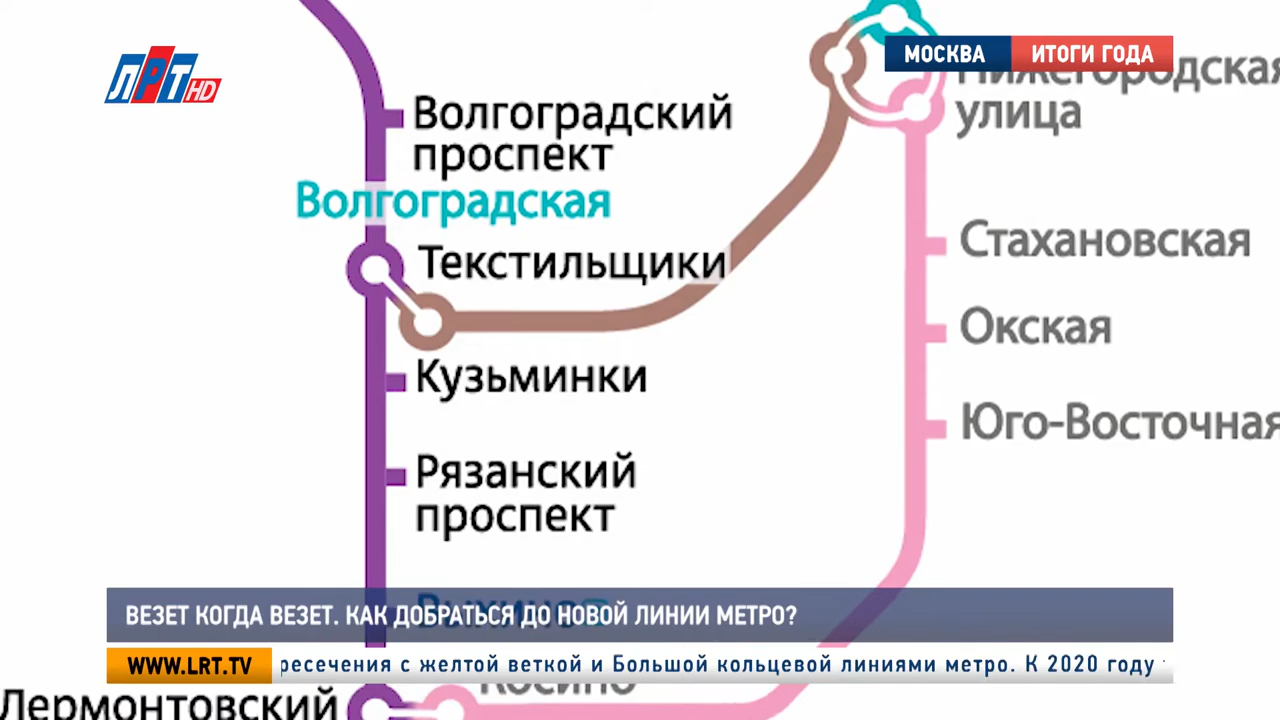 ЛРТ HD
МОСКВА
ИТОГИ ГОДА
Нижегородская
улица
Волгоградский
проспект
Волгоградская
Текстильщики
Стахановская
Окская
Кузьминки
Юго-Восточная
Рязанский
проспект
Выхино
ВЕЗЕТ КОГДА ВЕЗЕТ. КАК ДОБРАТЬСЯ ДО НОВОЙ ЛИНИИ МЕТРО?
WWW.LRT.TV
ресечения с желтой веткой и Большой кольцевой линиями метро. К 2020 году
Косино
Лермонтовский